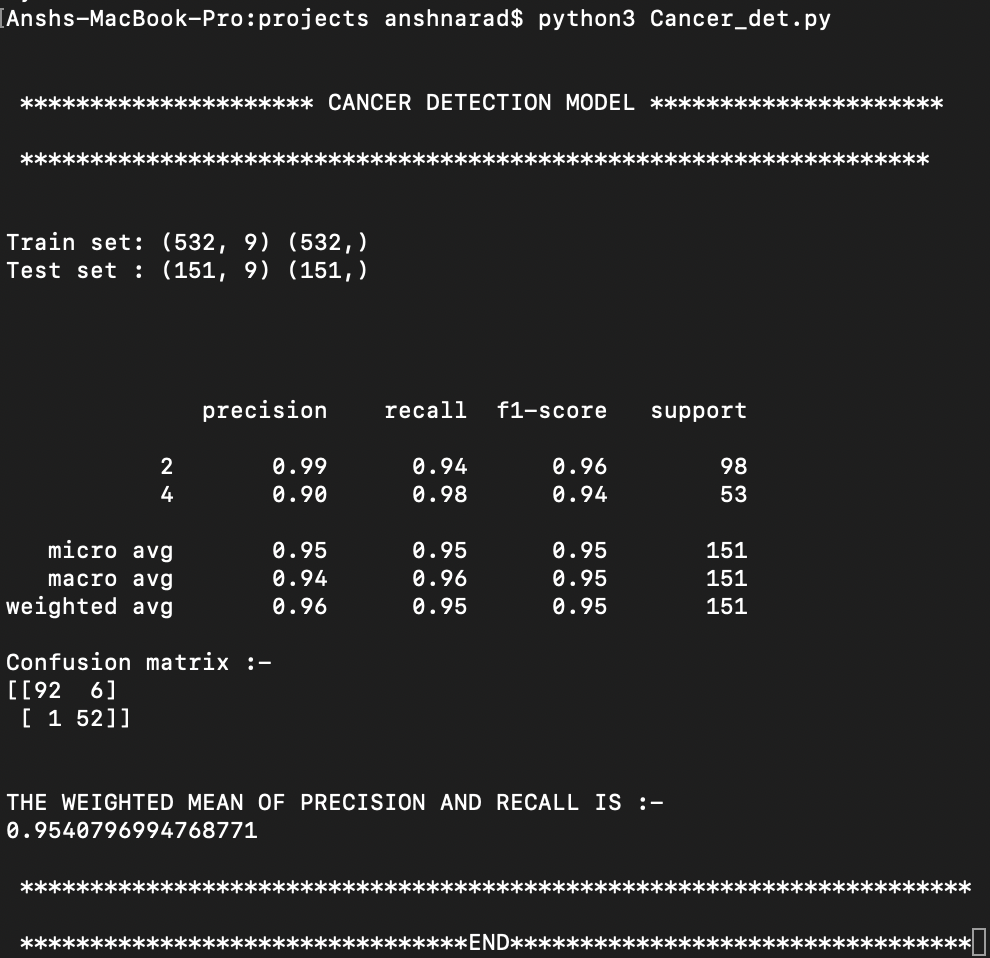 [Anshs-MacBook-Pro:projects anshnarad$ python3 Cancer_det.py
********************* CANCER DETECTION MODEL *********************
*****************************************************************
Train set: (532, 9) (532,)
Test set : (151, 9) (151,)
precision recall f1-score support
2 0.99 0.94 0.96 98
4 0.90 0.98 0.94 53
micro avg 0.95 0.95 0.95 151
macro avg 0.94 0.96 0.95 151
weighted avg 0.96 0.95 0.95 151
Confusion matrix :-
[[92  6]
 [ 1 52]]
THE WEIGHTED MEAN OF PRECISION AND RECALL IS :-
0.9540796994768771
********************************************************************
********************************END*********************************